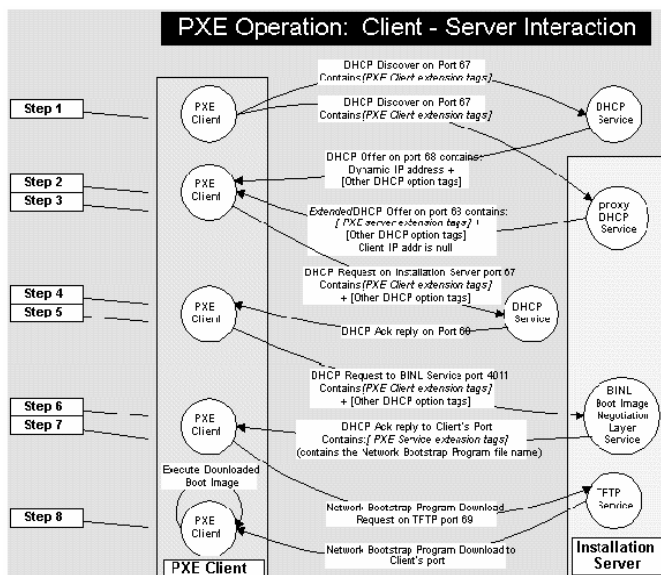 PXE Operation: Client - Server Interaction
DHCP Discover on Port 67
Contains[PXE Client extension tags]
DHCP Discover on Port 67
Contains[PXE Client extension tags]
Step 1
PXE
Client
DHCP
Service
DHCP Offer on port 68 contains:
Dynamic IP address +
[Other DHCP option tags]
Step 2
Step 3
PXE
Client
proxy
DHCP
Service
ExtendedDHCP Offer on port 68 contains:
[ PXE server extension tags] +
[Other DHCP option tags]
Client IP addr is null
DHCP Request on Installation Server port 67
Contains[PXE Client extension tags]
+ [Other DHCP option tags]
Step 4
Step 5
PXE
Client
DHCP
Service
DHCP Ack reply on Port 68
DHCP Request to BINL Service port 4011
Contains[PXE Client extension tags]
+ [Other DHCP option tags]
Step 6
Step 7
PXE
Client
BINL
Boot Image
Negotiation
Layer
Service
DHCP Ack reply to Client's Port
Contains:[ PXE Service extension tags]
(contains the Network Bootstrap Program file name)
Execute Downloaded
Boot Image
Network Bootstrap Program Download
Request on TFTP port 69
TFTP
Service
Step 8
PXE
Client
Network Bootstrap Program Download to
Client's port
PXE Client
Installation
Server